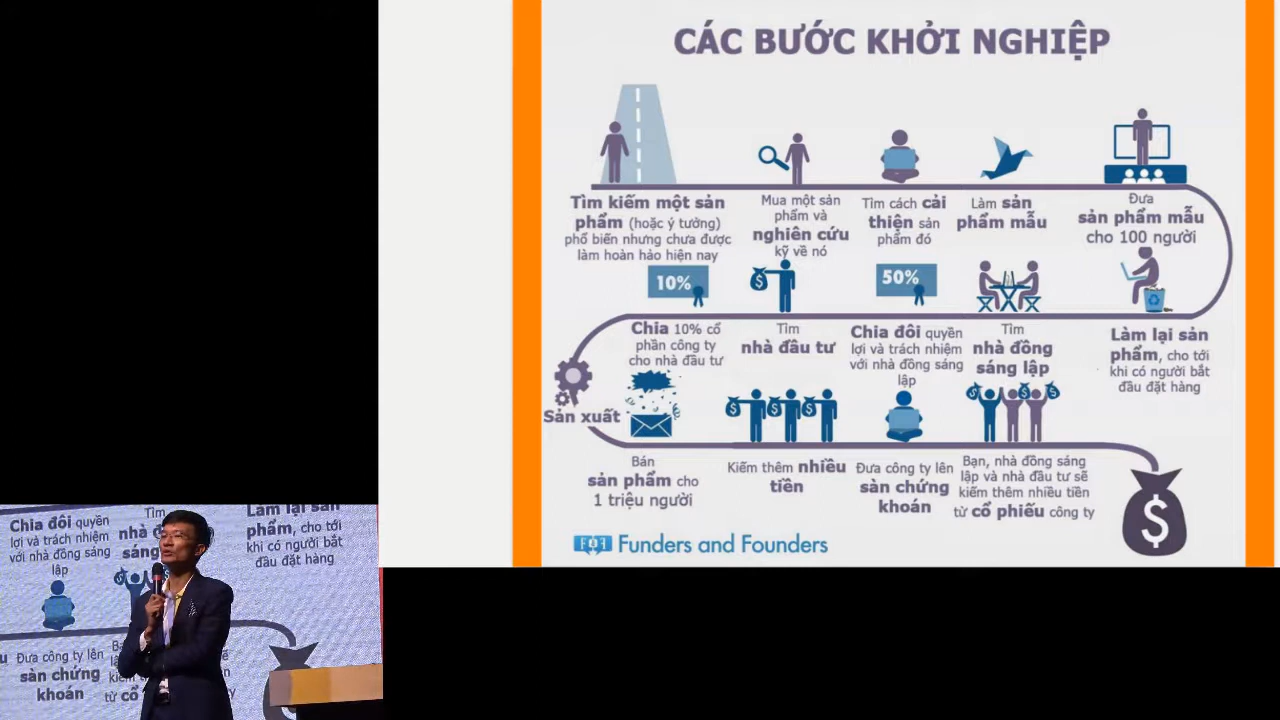 CÁC BƯỚC KHỞI NGHIỆP
Tìm kiếm một sản
phẩm (hoặc ý tưởng)
phổ biến nhưng chưa được
làm hoàn hảo hiện nay
Mua một sản
phẩm và
nghiên cứu
kỹ về nó
Tìm cách cải
thiện sản
phẩm đó
Làm sản
phẩm mẫu
Đưa
sản phẩm mẫu
cho 100 người
Làm lại sản
phẩm, cho tới
khi có người bắt
đầu đặt hàng
Tìm
nhà đồng
sáng lập
50%
Chia đôi quyền
lợi và trách nhiệm
với nhà đồng sáng
lập
Tìm
nhà đầu tư
10%
Chia 10% cổ
phần công ty
cho nhà đầu tư
Sản xuất
Bán
sản phẩm cho
1 triệu người
$ $ $
Kiếm thêm nhiều
tiền
Đưa công ty lên
sàn chứng
khoán
Bạn, nhà đồng sáng
lập và nhà đầu tư sẽ
kiếm thêm nhiều tiền
từ cổ phiếu công ty
$
FOF Funders and Founders
Chia đôi quyền
lợi và trách nhiệm
với nhà đồng sáng
lập
Tìm
nhà đ
sáng
Làm lại sản
phẩm, cho tới
khi có người bắt
đầu đặt hàng
u
Đưa công ty lên
sàn chứng
khoán
từ cổ